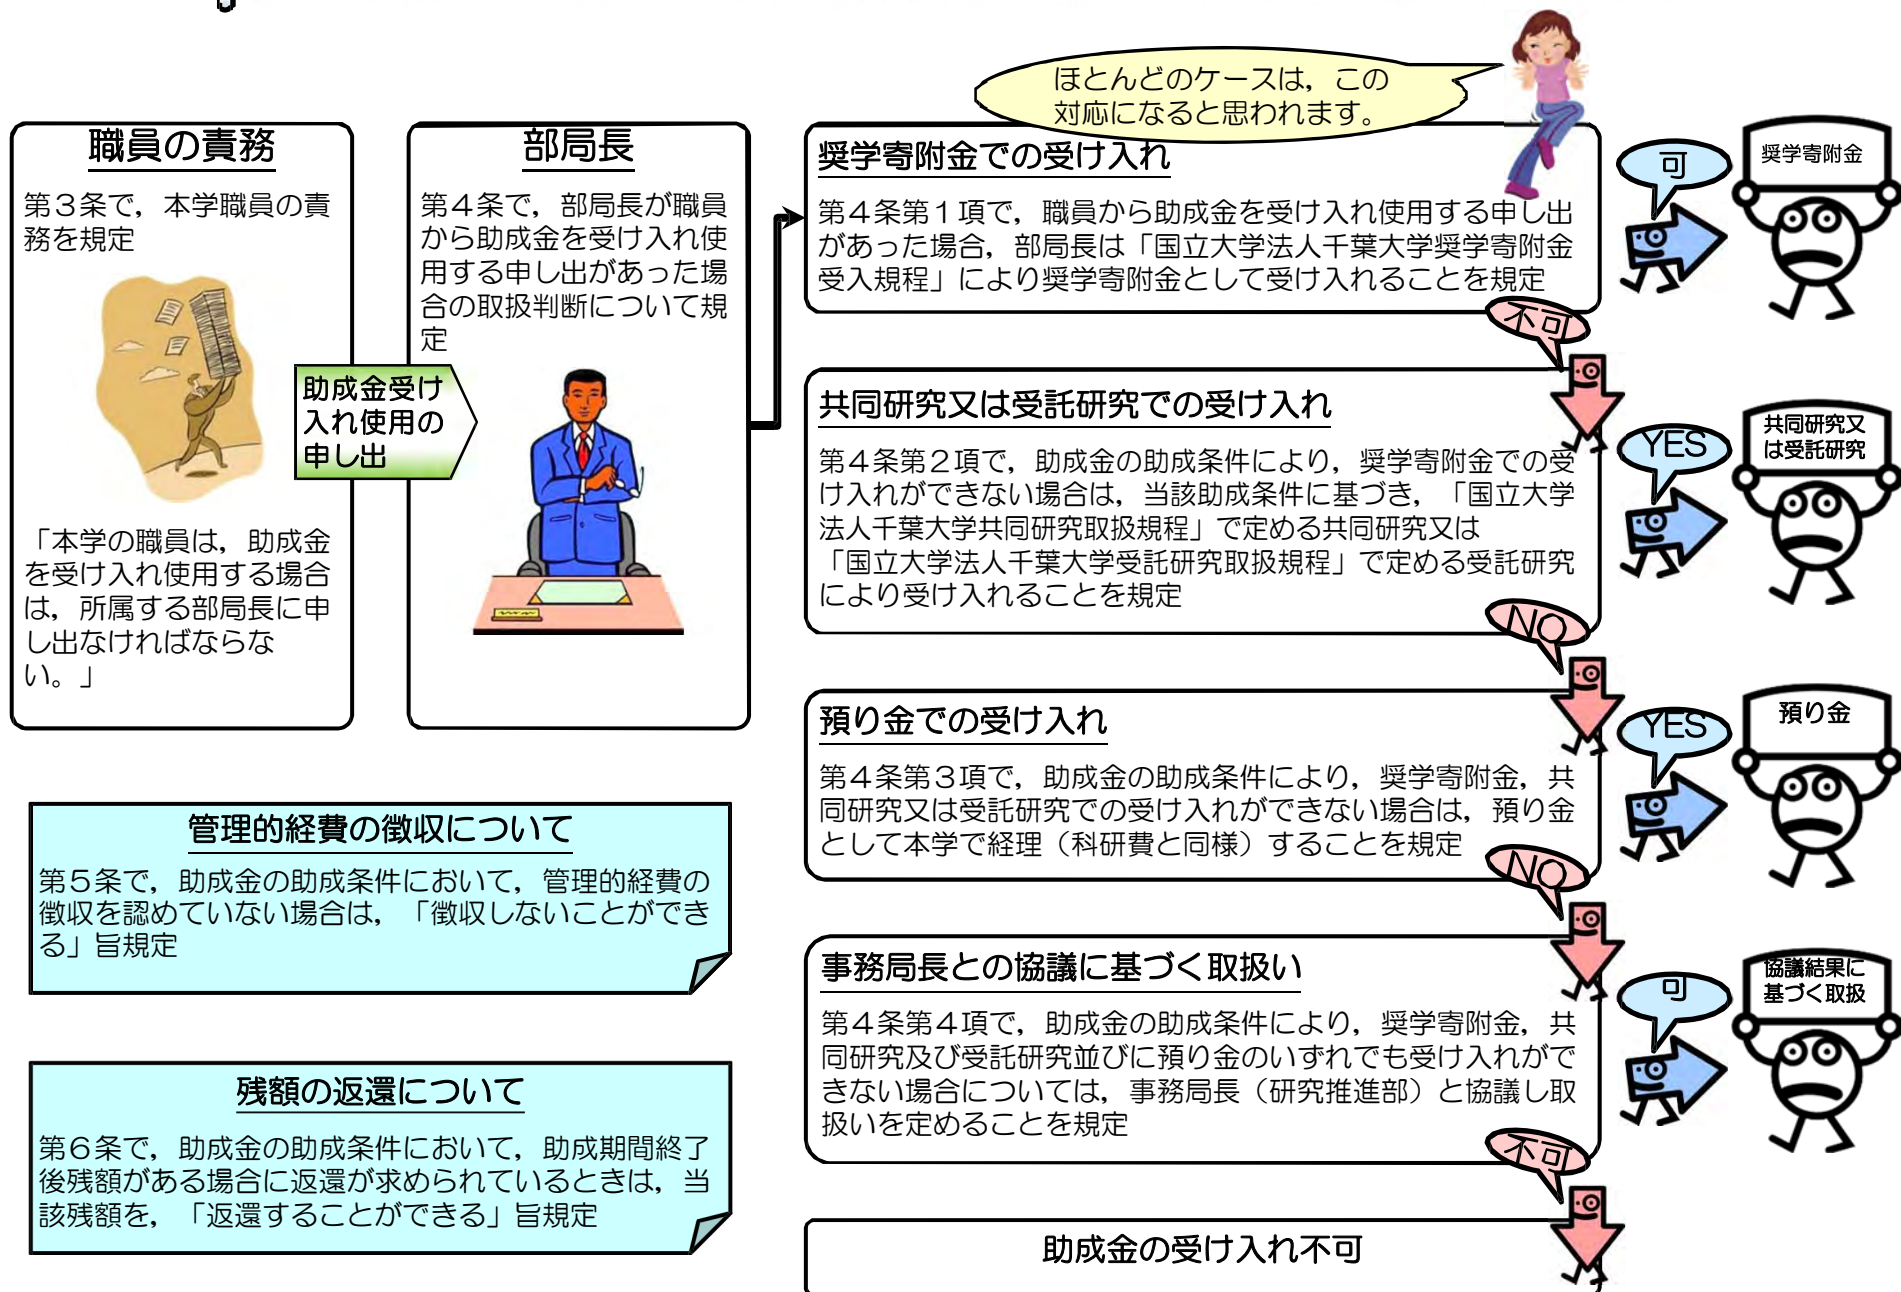 ほとんどのケースは，この
対応になると思われます。
職員の責務
第３条で，本学職員の責
務を規定
「本学の職員は，助成金
を受け入れ使用する場合
は，所属する部局長に申
し出なければならな
い。」
助成金受け
入れ使用の
申し出
部局長
第４条で，部局長が職員
から助成金を受け入れ使
用する申し出があった場
合の取扱判断について規
定
奨学寄附金での受け入れ
第４条第１項で，職員から助成金を受け入れ使用する申し出
があった場合，部局長は「国立大学法人千葉大学奨学寄附金
受入規程」により奨学寄附金として受け入れることを規定
可
奨学寄附金
不可
共同研究又は受託研究での受け入れ
第４条第２項で，助成金の助成条件により，奨学寄附金での受
け入れができない場合は，当該助成条件に基づき，「国立大学
法人千葉大学共同研究取扱規程」で定める共同研究又は
「国立大学法人千葉大学受託研究取扱規程」で定める受託研究
により受け入れることを規定
YES
共同研究又
は受託研究
NO
預り金での受け入れ
第４条第３項で，助成金の助成条件により，奨学寄附金，共
同研究又は受託研究での受け入れができない場合は，預り金
として本学で経理（科研費と同様）することを規定
YES
預り金
NO
事務局長との協議に基づく取扱い
第４条第４項で，助成金の助成条件により，奨学寄附金，共
同研究及び受託研究並びに預り金のいずれでも受け入れがで
きない場合については，事務局長（研究推進部）と協議し取
扱いを定めることを規定
可
協議結果に
基づく取扱
不可
助成金の受け入れ不可
管理的経費の徴収について
第５条で，助成金の助成条件において，管理的経費の
徴収を認めていない場合は，「徴収しないことができ
る」旨規定
残額の返還について
第６条で，助成金の助成条件において，助成期間終了
後残額がある場合に返還が求められているときは，当
該残額を，「返還することができる」旨規定